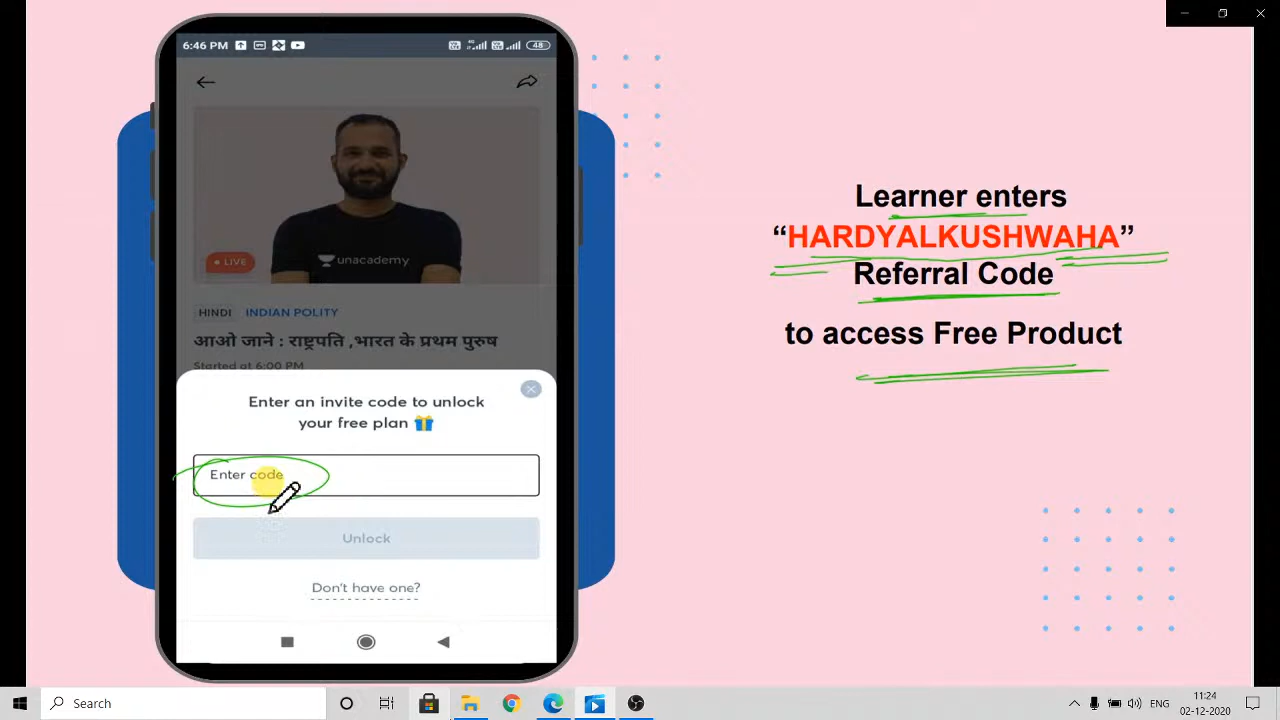 6:46 PM
48
unacademy
LIVE
HINDI INDIAN POLITY
आओ जाने : राष्ट्रपति ,भारत के प्रथम पुरुष
Started at 6:00 PM
Enter an invite code to unlock
your free plan
Enter code
Unlock
Don't have one?
Learner enters
“HARDYALKUSHWAHA”
Referral Code
to access Free Product
Search
ENG
11:24
02-12-2020